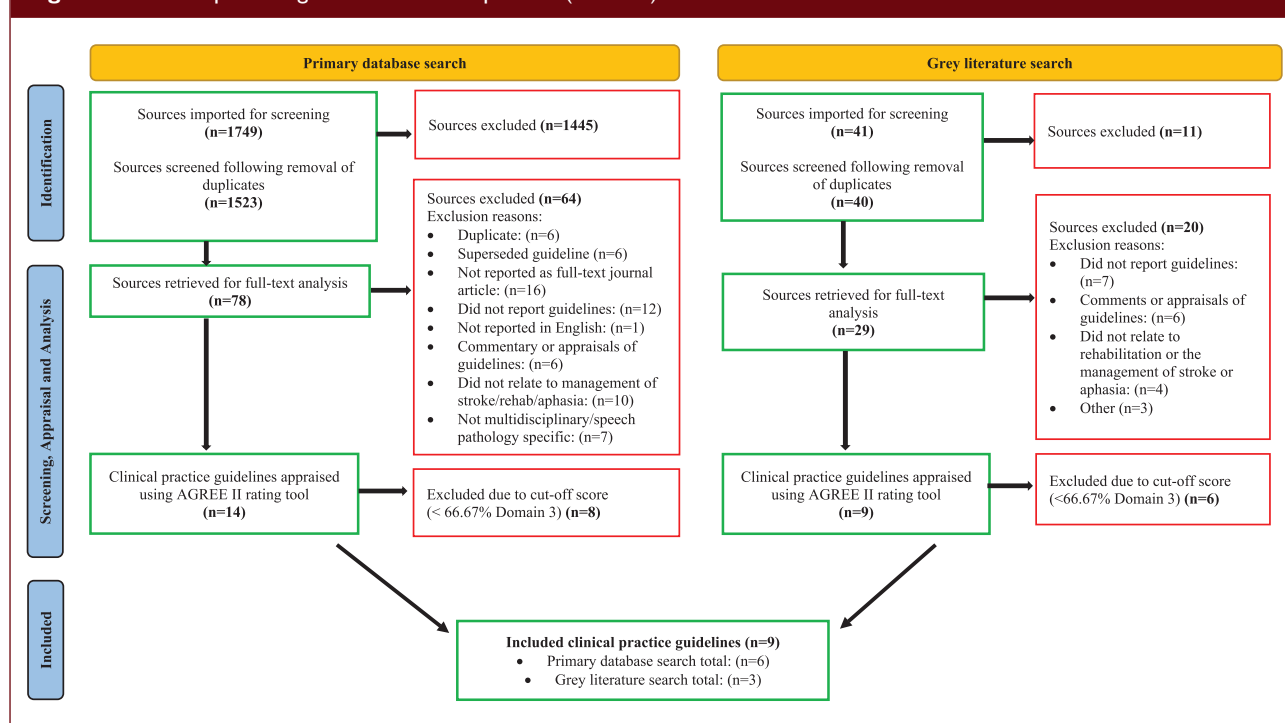 Primary database search
Grey literature search
Identification
Sources imported for screening
(n=1749)
Sources screened following removal of
duplicates
(n=1523)
Sources excluded (n=1445)
Sources imported for screening
(n=41)
Sources screened following removal
of duplicates
(n=40)
Sources excluded (n=11)
Screening, Appraisal and Analysis
Sources retrieved for full-text analysis
(n=78)
Sources excluded (n=64)
Exclusion reasons:
• Duplicate: (n=6)
• Superseded guideline (n=6)
• Not reported as full-text journal
article: (n=16)
• Did not report guidelines: (n=12)
• Not reported in English: (n=1)
• Commentary or appraisals of
guidelines: (n=6)
• Did not relate to management of
stroke/rehab/aphasia: (n=10)
• Not multidisciplinary/speech
pathology specific: (n=7)
Sources retrieved for full-text
analysis
(n=29)
Sources excluded (n=20)
Exclusion reasons:
• Did not report guidelines:
(n=7)
• Comments or appraisals of
guidelines: (n=6)
• Did not relate to
rehabilitation or the
management of stroke or
aphasia: (n=4)
• Other (n=3)
Clinical practice guidelines appraised
using AGREE II rating tool
(n=14)
Excluded due to cut-off score
(< 66.67% Domain 3) (n=8)
Clinical practice guidelines appraised
using AGREE II rating tool
(n=9)
Excluded due to cut-off score
(<66.67% Domain 3) (n=6)
Included
Included clinical practice guidelines (n=9)
• Primary database search total: (n=6)
• Grey literature search total: (n=3)